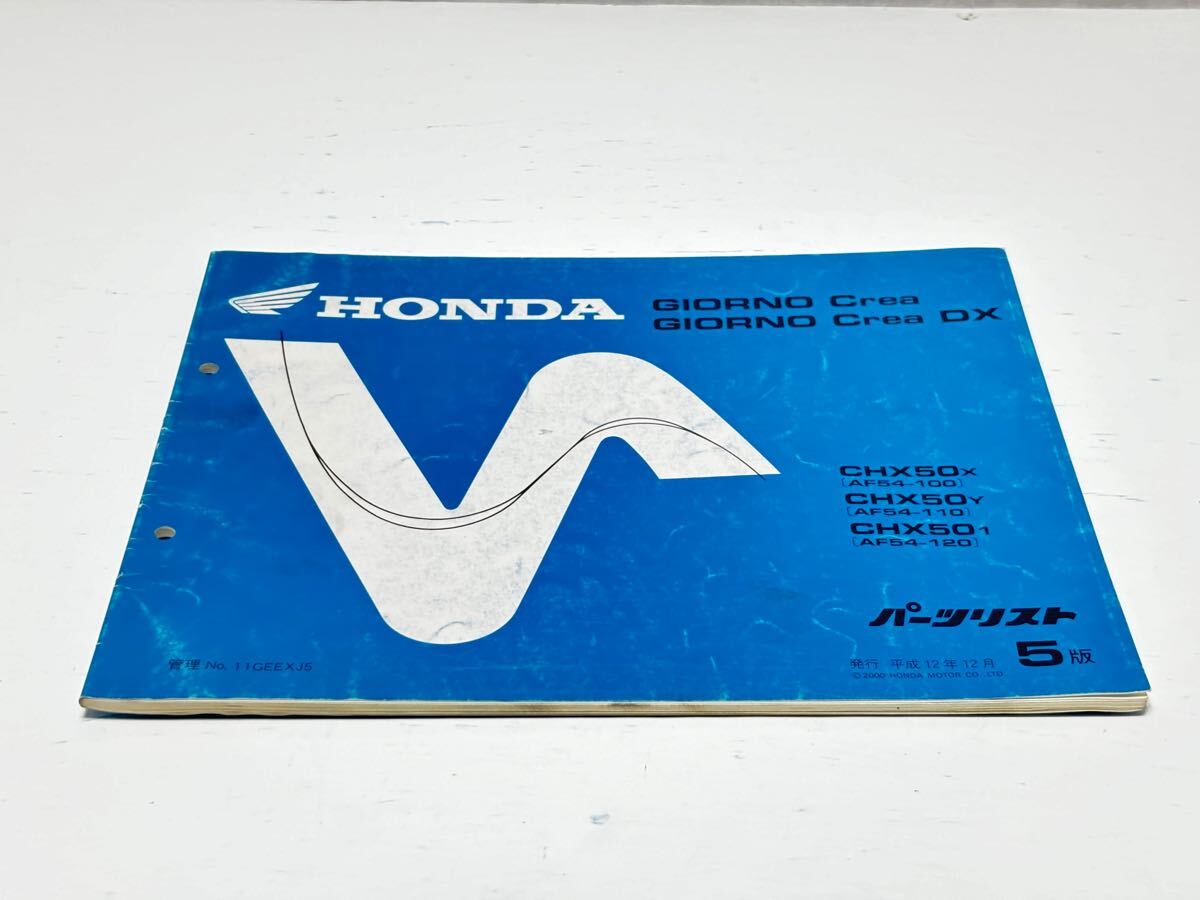 HONDA
GIORNO Crea
GIORNO Crea DX
CHX50X
[AF54-100]
CHX50Y
[AF54-110]
CHX501
[AF54-120]
パーツリスト
5版
管理 No. 11GEEXJ5
発行 平成12年12月
©2000 HONDA MOTOR CO., LTD.